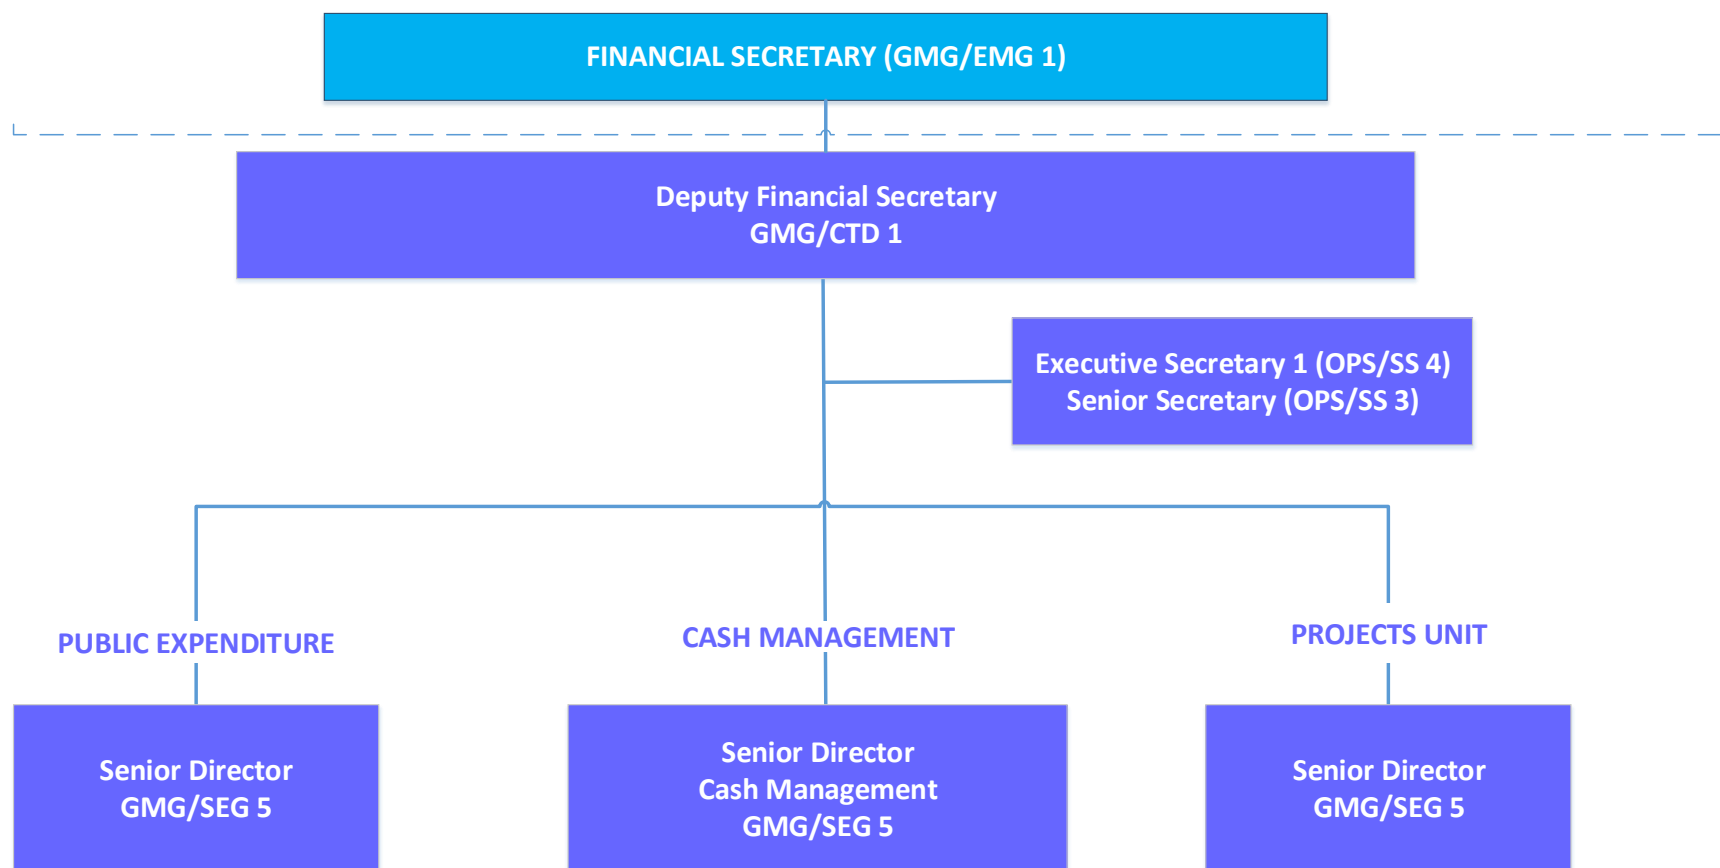 FINANCIAL SECRETARY (GMG/EMG 1)
Deputy Financial Secretary
GMG/CTD 1
Executive Secretary 1 (OPS/SS 4)
Senior Secretary (OPS/SS 3)
PUBLIC EXPENDITURE
CASH MANAGEMENT
PROJECTS UNIT
Senior Director
GMG/SEG 5
Senior Director
Cash Management
GMG/SEG 5
Senior Director
GMG/SEG 5